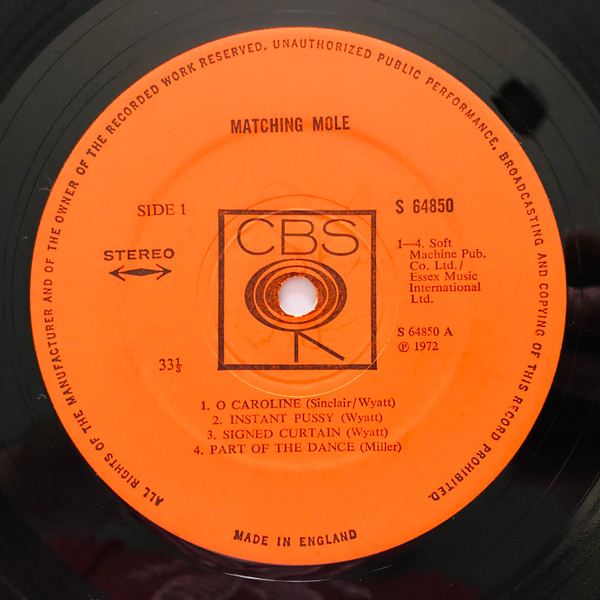 ALL RIGHTS OF THE MANUFACTURER AND OF THE OWNER OF THE RECORDED WORK RESERVED. UNAUTHORIZED PUBLIC PERFORMANCE, BROADCASTING AND COPYING OF THIS RECORD PROHIBITED.
MATCHING MOLE
SIDE 1
S 64850
STEREO
CBS
1—4. Soft
Machine Pub.
Co. Ltd./
Essex Music
International
Ltd.
S 64850 A
℗ 1972
33⅓
1. O CAROLINE (Sinclair/Wyatt)
2. INSTANT PUSSY (Wyatt)
3. SIGNED CURTAIN (Wyatt)
4. PART OF THE DANCE (Miller)
MADE IN ENGLAND